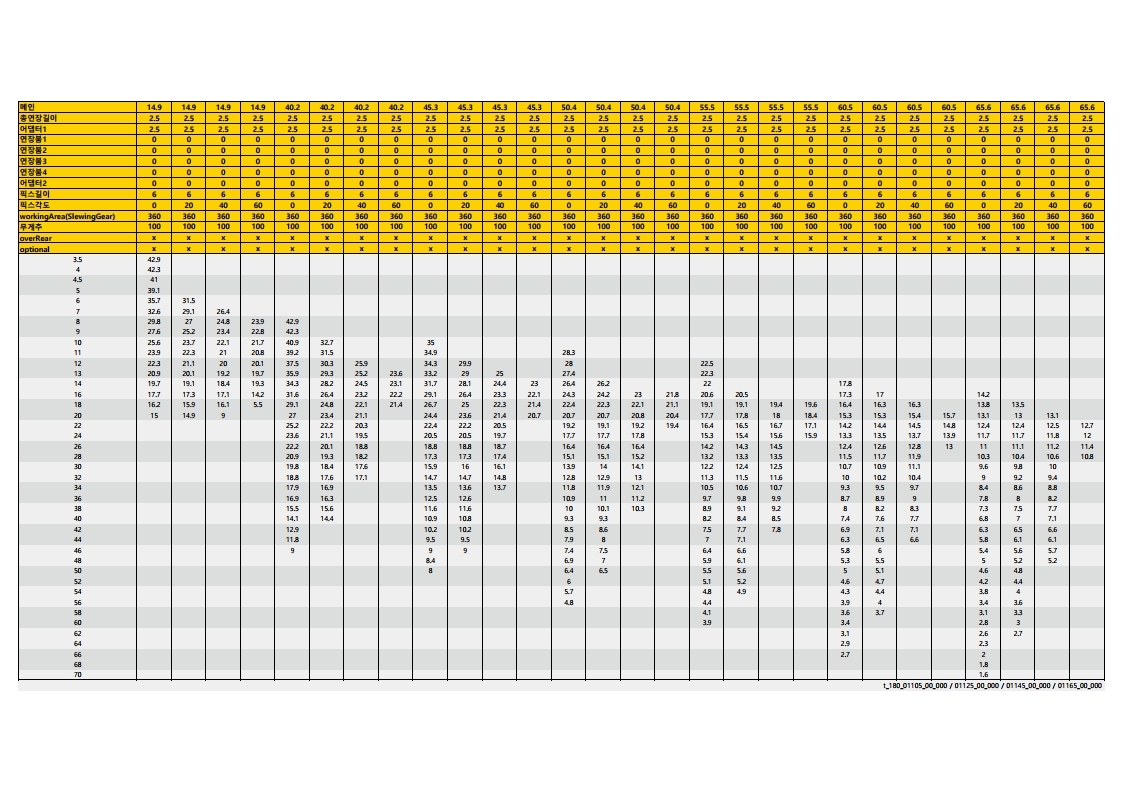 메인 14.9 14.9 14.9 14.9 40.2 40.2 40.2 40.2 45.3 45.3 45.3 45.3 50.4 50.4 50.4 50.4 55.5 55.5 55.5 55.5 60.5 60.5 60.5 60.5 65.6 65.6 65.6 65.6
총연장길이 2.5 2.5 2.5 2.5 2.5 2.5 2.5 2.5 2.5 2.5 2.5 2.5 2.5 2.5 2.5 2.5 2.5 2.5 2.5 2.5 2.5 2.5 2.5 2.5 2.5 2.5 2.5 2.5
어댑터1 2.5 2.5 2.5 2.5 2.5 2.5 2.5 2.5 2.5 2.5 2.5 2.5 2.5 2.5 2.5 2.5 2.5 2.5 2.5 2.5 2.5 2.5 2.5 2.5 2.5 2.5 2.5 2.5
연장붐1 0 0 0 0 0 0 0 0 0 0 0 0 0 0 0 0 0 0 0 0 0 0 0 0 0 0 0 0
연장붐2 0 0 0 0 0 0 0 0 0 0 0 0 0 0 0 0 0 0 0 0 0 0 0 0 0 0 0 0
연장붐3 0 0 0 0 0 0 0 0 0 0 0 0 0 0 0 0 0 0 0 0 0 0 0 0 0 0 0 0
연장붐4 0 0 0 0 0 0 0 0 0 0 0 0 0 0 0 0 0 0 0 0 0 0 0 0 0 0 0 0
어댑터2 0 0 0 0 0 0 0 0 0 0 0 0 0 0 0 0 0 0 0 0 0 0 0 0 0 0 0 0
픽스길이 6 6 6 6 6 6 6 6 6 6 6 6 6 6 6 6 6 6 6 6 6 6 6 6 6 6 6 6
픽스각도 0 20 40 60 0 20 40 60 0 20 40 60 0 20 40 60 0 20 40 60 0 20 40 60 0 20 40 60
workingArea(SlewingGear) 360 360 360 360 360 360 360 360 360 360 360 360 360 360 360 360 360 360 360 360 360 360 360 360 360 360 360 360
무게추 100 100 100 100 100 100 100 100 100 100 100 100 100 100 100 100 100 100 100 100 100 100 100 100 100 100 100 100
overRear x x x x x x x x x x x x x x x x x x x x x x x x x x x x
optional x x x x x x x x x x x x x x x x x x x x x x x x x x x x
3.5 42.9
4 42.3
4.5 41
5 39.1
6 35.7 31.5
7 32.6 29.1 26.4
8 29.8 27 24.8 23.9 42.9
9 27.6 25.2 23.4 22.8 42.3
10 25.6 23.7 22.1 21.7 40.9 32.7 35
11 23.9 22.3 21 20.8 39.2 31.5 34.9 28.3
12 22.3 21.1 20 20.1 37.5 30.3 25.9 34.3 29.9 28 22.5
13 20.9 20.1 19.2 19.7 35.9 29.3 25.2 23.6 33.2 29 25 27.4 22.3
14 19.7 19.1 18.4 19.3 34.3 28.2 24.5 23.1 31.7 28.1 24.4 23 26.4 26.2 22 17.8
16 17.7 17.3 17.1 14.2 31.6 26.4 23.2 22.2 29.1 26.4 23.3 22.1 24.3 24.2 23 21.8 20.6 20.5 17.3 17 14.2
18 16.2 15.9 16.1 5.5 29.1 24.8 22.1 21.4 26.7 25 22.3 21.4 22.4 22.3 22.1 21.1 19.1 19.1 19.4 19.6 16.4 16.3 16.3 13.8 13.5
20 15 14.9 9 27 23.4 21.1 24.4 23.6 21.4 20.7 20.7 20.7 20.8 20.4 17.7 17.7 18 18.3 15.3 15.3 15.4 15.7 13.1 13 13.1
22 25.2 22.2 20.3 22.4 22.2 20.5 19.2 19.1 19.2 19.4 16.4 16.5 16.7 17.1 14.2 14.4 14.5 14.8 12.4 12.4 12.5 12.7
24 23.6 21.1 19.5 20.5 20.5 19.7 17.7 17.7 17.8 15.3 15.4 15.6 15.9 13.3 13.5 13.7 13.9 11.7 11.7 11.8 12
26 22.2 20.1 18.8 18.8 18.8 18.7 16.4 16.4 16.4 14.2 14.3 14.5 12.4 12.6 12.8 13 11 11.1 11.2 11.4
28 20.9 19.3 18.2 17.3 17.3 17.4 15.1 15.1 15.2 13.2 13.3 13.5 11.5 11.7 11.9 10.3 10.4 10.6 10.8
30 19.8 18.4 17.6 15.9 16 16.1 13.9 14 14.1 12.2 12.4 12.5 10.7 10.9 11.1 9.6 9.8 10
32 18.8 17.6 17.1 14.7 14.7 14.8 12.8 12.9 13 11.3 11.5 11.6 10 10.2 10.4 9 9.2 9.4
34 17.9 16.9 13.5 13.6 13.7 11.8 11.9 12.1 10.5 10.6 10.7 9.3 9.5 9.7 8.4 8.6 8.8
36 16.9 16.3 12.5 12.6 10.9 11 11.2 9.7 9.8 9.9 8.7 8.9 9 7.8 8 8.2
38 15.5 15.6 11.6 11.6 10 10.1 10.3 8.9 9.1 9.2 8 8.2 8.3 7.3 7.5 7.7
40 14.1 14.4 10.9 10.8 9.3 9.3 8.2 8.4 8.5 7.4 7.6 7.7 6.8 7 7.1
42 12.9 10.2 10.2 8.5 8.6 7.5 7.7 7.8 6.9 7.1 7.1 6.3 6.5 6.6
44 11.8 9.5 9.5 7.9 8 7 7.1 6.3 6.5 6.6 5.8 6.1 6.1
46 9 9 9 7.4 7.5 6.4 6.6 5.8 6 5.4 5.6 5.7
48 8.4 6.9 7 5.9 6.1 5.3 5.5 5 5.2 5.2
50 8 6.4 6.5 5.5 5.6 5 5.1 4.6 4.8
52 6 5.1 5.2 4.6 4.7 4.2 4.4
54 5.7 4.8 4.9 4.3 4.4 3.8 4
56 4.8 4.4 3.9 4 3.4 3.6
58 4.1 3.6 3.7 3.1 3.3
60 3.9 3.4 2.8 3
62 3.1 2.6 2.7
64 2.9 2.3
66 2.7 2
68 1.8
70 1.6
t_180_01105_00_000 / 01125_00_000 / 01145_00_000 / 01165_00_000